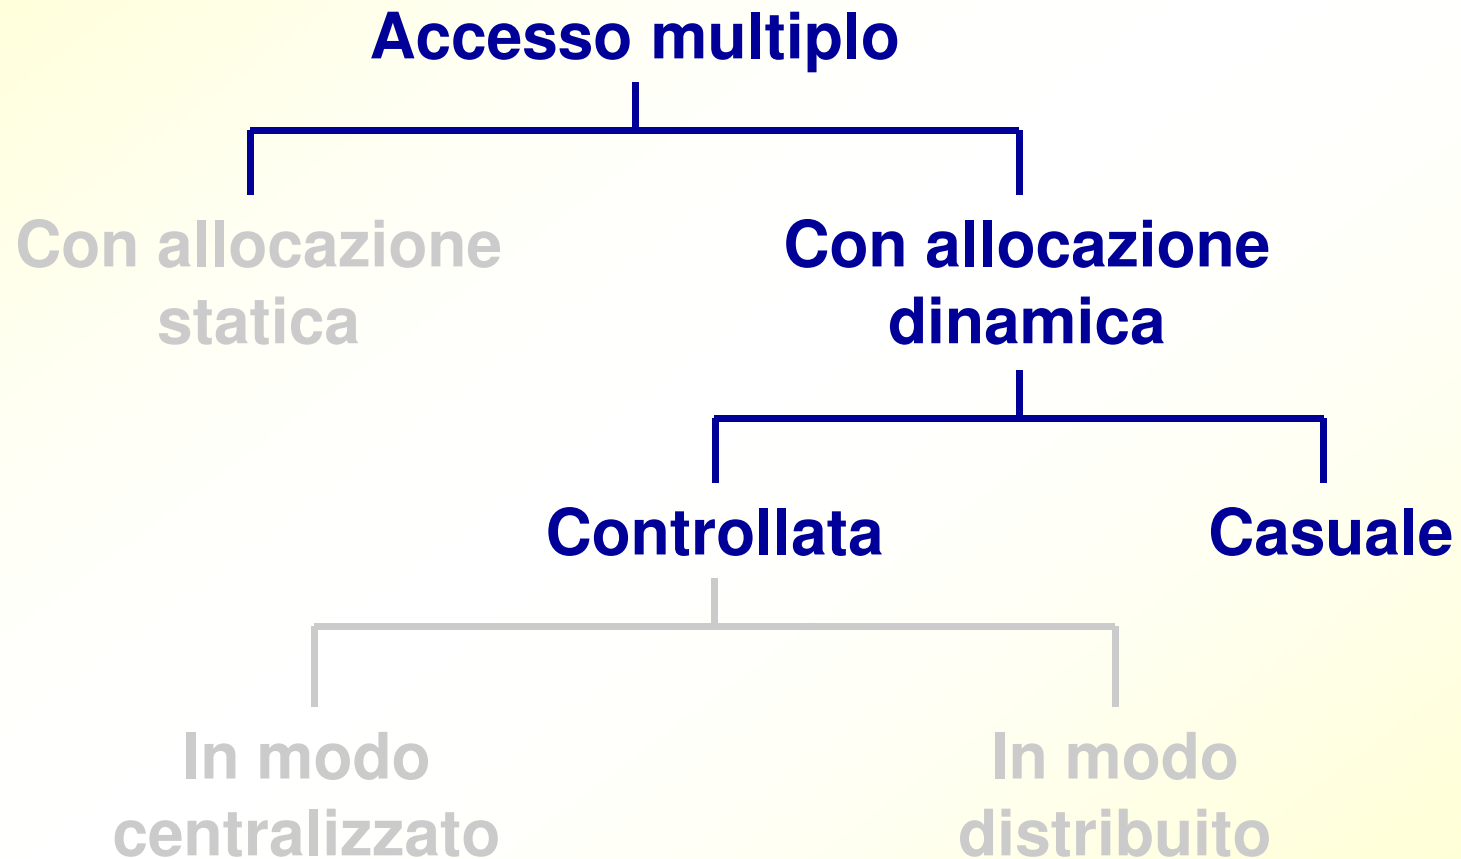 Accesso multiplo
Con allocazione
statica
Con allocazione
dinamica
Controllata
Casuale
In modo
centralizzato
In modo
distribuito